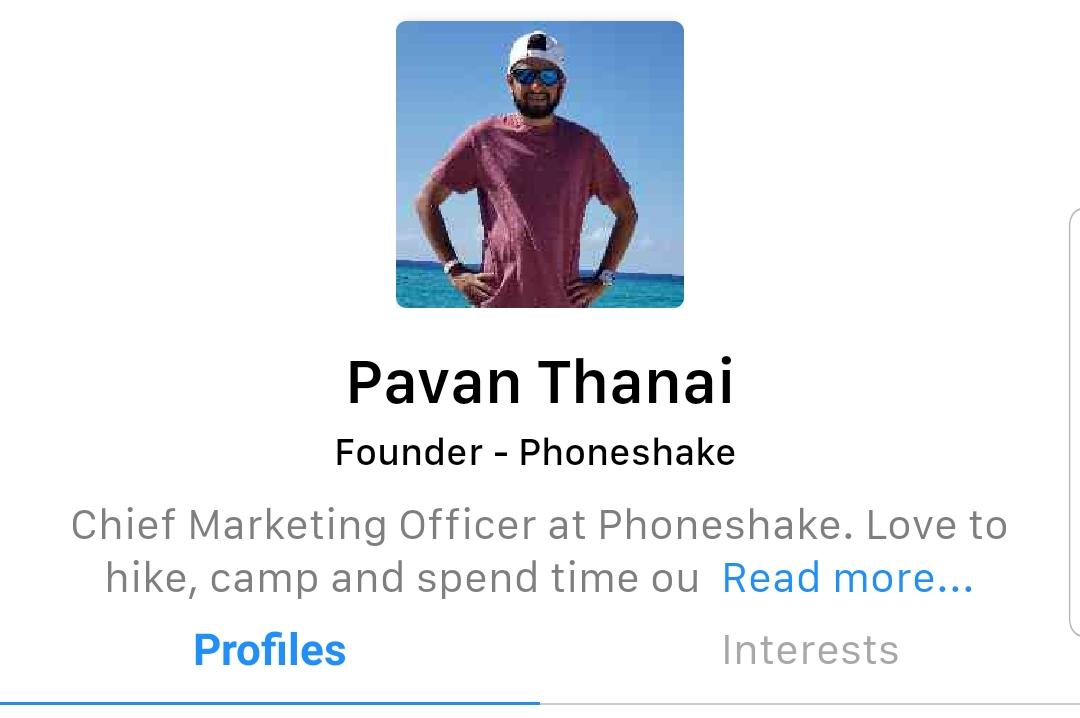 Pavan Thanai
Founder - Phoneshake
Chief Marketing Officer at Phoneshake. Love to
hike, camp and spend time ou Read more...
Profiles Interests